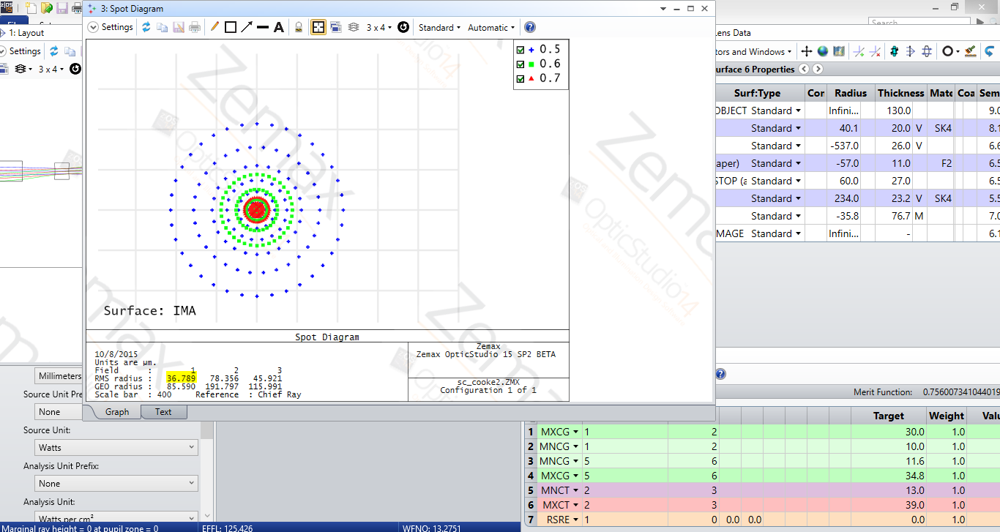 3: Spot Diagram
Settings
3 x 4
Standard
Automatic
1: Layout
Settings
3 x 4
0.5
0.6
0.7
Surface: IMA
Spot Diagram
10/8/2015
Units are µm.
Field : 1 2 3
RMS radius : 36.789 78.356 45.921
GEO radius : 85.590 191.797 115.991
Scale bar : 400 Reference : Chief Ray
Zemax
Zemax OpticStudio 15 SP2 BETA
sc_cooke2.ZMX
Configuration 1 of 1
Graph Text
Search
Lens Data
tors and Windows
urface 6 Properties
Surf:Type Cor Radius Thickness Mate Coa Sem
OBJECT Standard Infini... 130.0 9.0
Standard 40.1 20.0 V SK4 8.1
Standard -537.0 26.0 V 6.6
aper) Standard -57.0 11.0 F2 6.5
STOP (a Standard 60.0 27.0 6.5
Standard 234.0 23.2 V SK4 5.5
Standard -35.8 76.7 M 7.0
MAGE Standard Infini... - 6.1
Millimeters
Source Unit Pre
None
Source Unit:
Watts
Analysis Unit Prefix:
None
Analysis Unit:
Watts per cm²
Merit Function: 0.756007341044019
Target Weight Valu
1 MXCG 1 2 30.0 1.0
2 MNCG 1 2 10.0 1.0
3 MNCG 5 6 11.6 1.0
4 MXCG 5 6 34.8 1.0
5 MNCT 2 3 13.0 1.0
6 MXCT 2 3 39.0 1.0
7 RSRE 1 0 0.0 0.0 0.0 1.0
Marginal ray height = 0 at pupil zone = 0
EFFL: 125.426
WFNO: 13.2751
Zemax
OpticStudio14
Zemax
OpticStudio14
Zemax